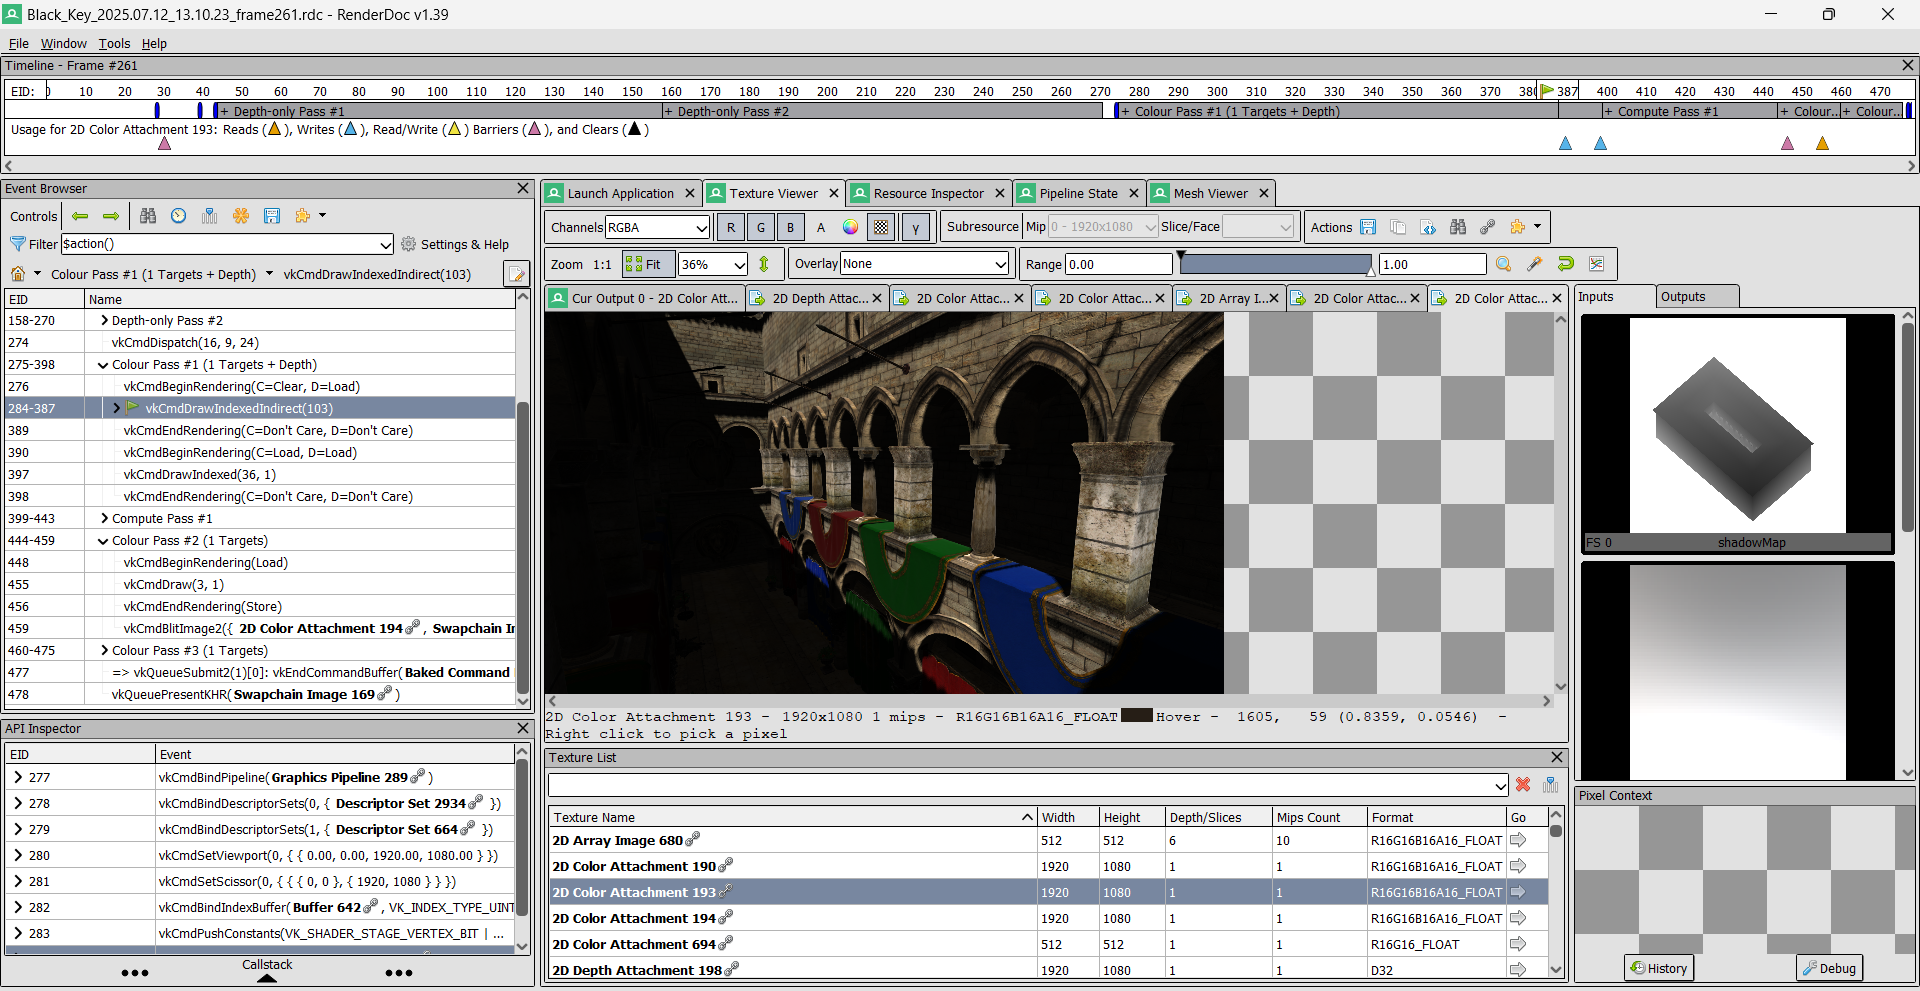 Black_Key_2025.07.12_13.10.23_frame261.rdc - RenderDoc v1.39
File Window Tools Help
Timeline - Frame #261
EID: 0 10 20 30 40 50 60 70 80 90 100 110 120 130 140 150 160 170 180 190 200 210 220 230 240 250 260 270 280 290 300 310 320 330 340 350 360 370 387 400 410 420 430 440 450 460 470
+ Depth-only Pass #1 + Depth-only Pass #2 + Colour Pass #1 (1 Targets + Depth) + Compute Pass #1 + Colour... + Colour...
Usage for 2D Color Attachment 193: Reads ( ), Writes ( ), Read/Write ( ) Barriers ( ), and Clears ( )
Event Browser
Controls
Filter $action() Settings & Help
Colour Pass #1 (1 Targets + Depth) vkCmdDrawIndexedIndirect(103)
EID Name
158-270 Depth-only Pass #2
274 vkCmdDispatch(16, 9, 24)
275-398 Colour Pass #1 (1 Targets + Depth)
276 vkCmdBeginRendering(C=Clear, D=Load)
284-387 vkCmdDrawIndexedIndirect(103)
389 vkCmdEndRendering(C=Don't Care, D=Don't Care)
390 vkCmdBeginRendering(C=Load, D=Load)
397 vkCmdDrawIndexed(36, 1)
398 vkCmdEndRendering(C=Don't Care, D=Don't Care)
399-443 Compute Pass #1
444-459 Colour Pass #2 (1 Targets)
448 vkCmdBeginRendering(Load)
455 vkCmdDraw(3, 1)
456 vkCmdEndRendering(Store)
459 vkCmdBlitImage2({ 2D Color Attachment 194 , Swapchain Ir
460-475 Colour Pass #3 (1 Targets)
477 => vkQueueSubmit2(1)[0]: vkEndCommandBuffer( Baked Command
478 vkQueuePresentKHR( Swapchain Image 169 )
API Inspector
EID Event
277 vkCmdBindPipeline( Graphics Pipeline 289 )
278 vkCmdBindDescriptorSets(0, { Descriptor Set 2934 })
279 vkCmdBindDescriptorSets(1, { Descriptor Set 664 })
280 vkCmdSetViewport(0, { { 0.00, 0.00, 1920.00, 1080.00 } })
281 vkCmdSetScissor(0, { { { 0, 0 }, { 1920, 1080 } } })
282 vkCmdBindIndexBuffer( Buffer 642 , VK_INDEX_TYPE_UINT
283 vkCmdPushConstants(VK_SHADER_STAGE_VERTEX_BIT | ...
Callstack
Launch Application Texture Viewer Resource Inspector Pipeline State Mesh Viewer
Channels RGBA R G B A γ Subresource Mip 0 - 1920x1080 Slice/Face Actions
Zoom 1:1 Fit 36% Overlay None Range 0.00 1.00
Cur Output 0 - 2D Color Att... 2D Depth Attac... 2D Color Attac... 2D Color Attac... 2D Array I... 2D Color Attac... 2D Color Attac...
2D Color Attachment 193 - 1920x1080 1 mips - R16G16B16A16_FLOAT Hover - 1605, 59 (0.8359, 0.0546) -
Right click to pick a pixel
Texture List
Texture Name Width Height Depth/Slices Mips Count Format Go
2D Array Image 680 512 512 6 10 R16G16B16A16_FLOAT
2D Color Attachment 190 1920 1080 1 1 R16G16B16A16_FLOAT
2D Color Attachment 193 1920 1080 1 1 R16G16B16A16_FLOAT
2D Color Attachment 194 1920 1080 1 1 R16G16B16A16_FLOAT
2D Color Attachment 694 512 512 1 1 R16G16_FLOAT
2D Depth Attachment 198 1920 1080 1 1 D32
Inputs Outputs
FS 0 shadowMap
Pixel Context
History Debug